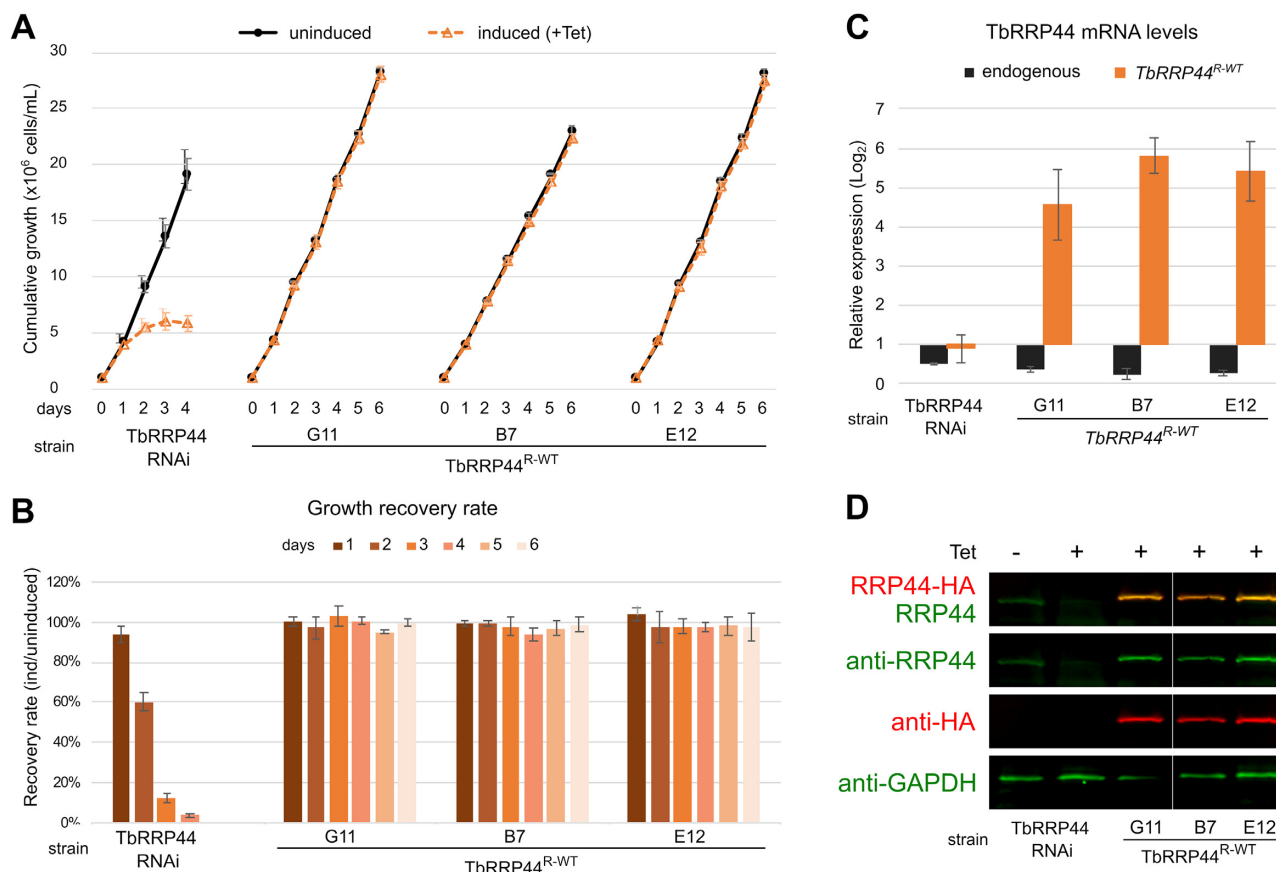 A
uninduced
induced (+Tet)
Cumulative growth (x10⁶ cells/mL)
30
25
20
15
10
5
0
days
0 1 2 3 4
0 1 2 3 4 5 6
0 1 2 3 4 5 6
0 1 2 3 4 5 6
strain
TbRRP44
RNAi
G11
B7
E12
TbRRP44R-WT
B
Growth recovery rate
days 1 2 3 4 5 6
Recovery rate (ind/uninduced)
120%
100%
80%
60%
40%
20%
0%
strain
TbRRP44
RNAi
G11
B7
E12
TbRRP44R-WT
C
TbRRP44 mRNA levels
endogenous
TbRRP44R-WT
Relative expression (Log₂)
7
6
5
4
3
2
1
0
strain
TbRRP44
RNAi
G11
B7
E12
TbRRP44R-WT
D
Tet - + + + +
RRP44-HA
RRP44
anti-RRP44
anti-HA
anti-GAPDH
strain
TbRRP44
RNAi
G11
B7
E12
TbRRP44R-WT